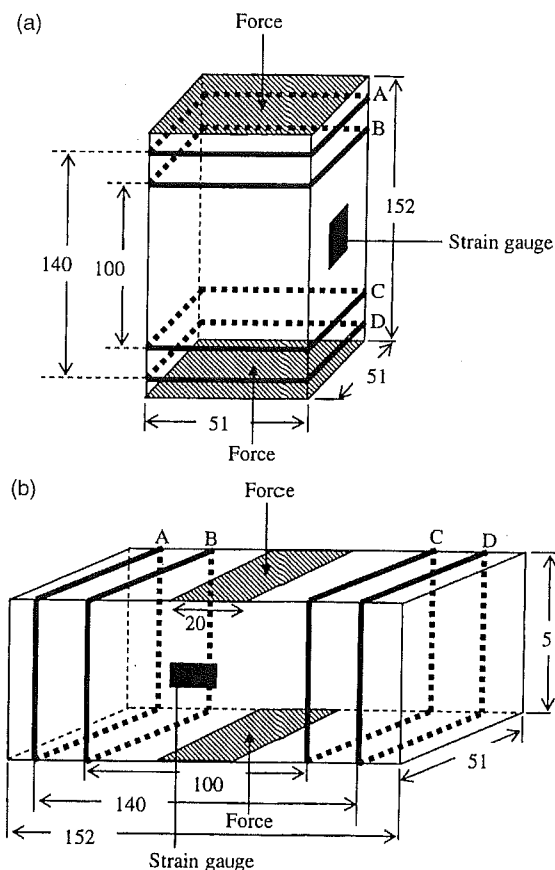 (a)
Force
A
B
152
Strain gauge
140
100
C
D
51
51
Force
(b)
Force
A
B
C
D
20
5
51
100
140
Force
152
Strain gauge